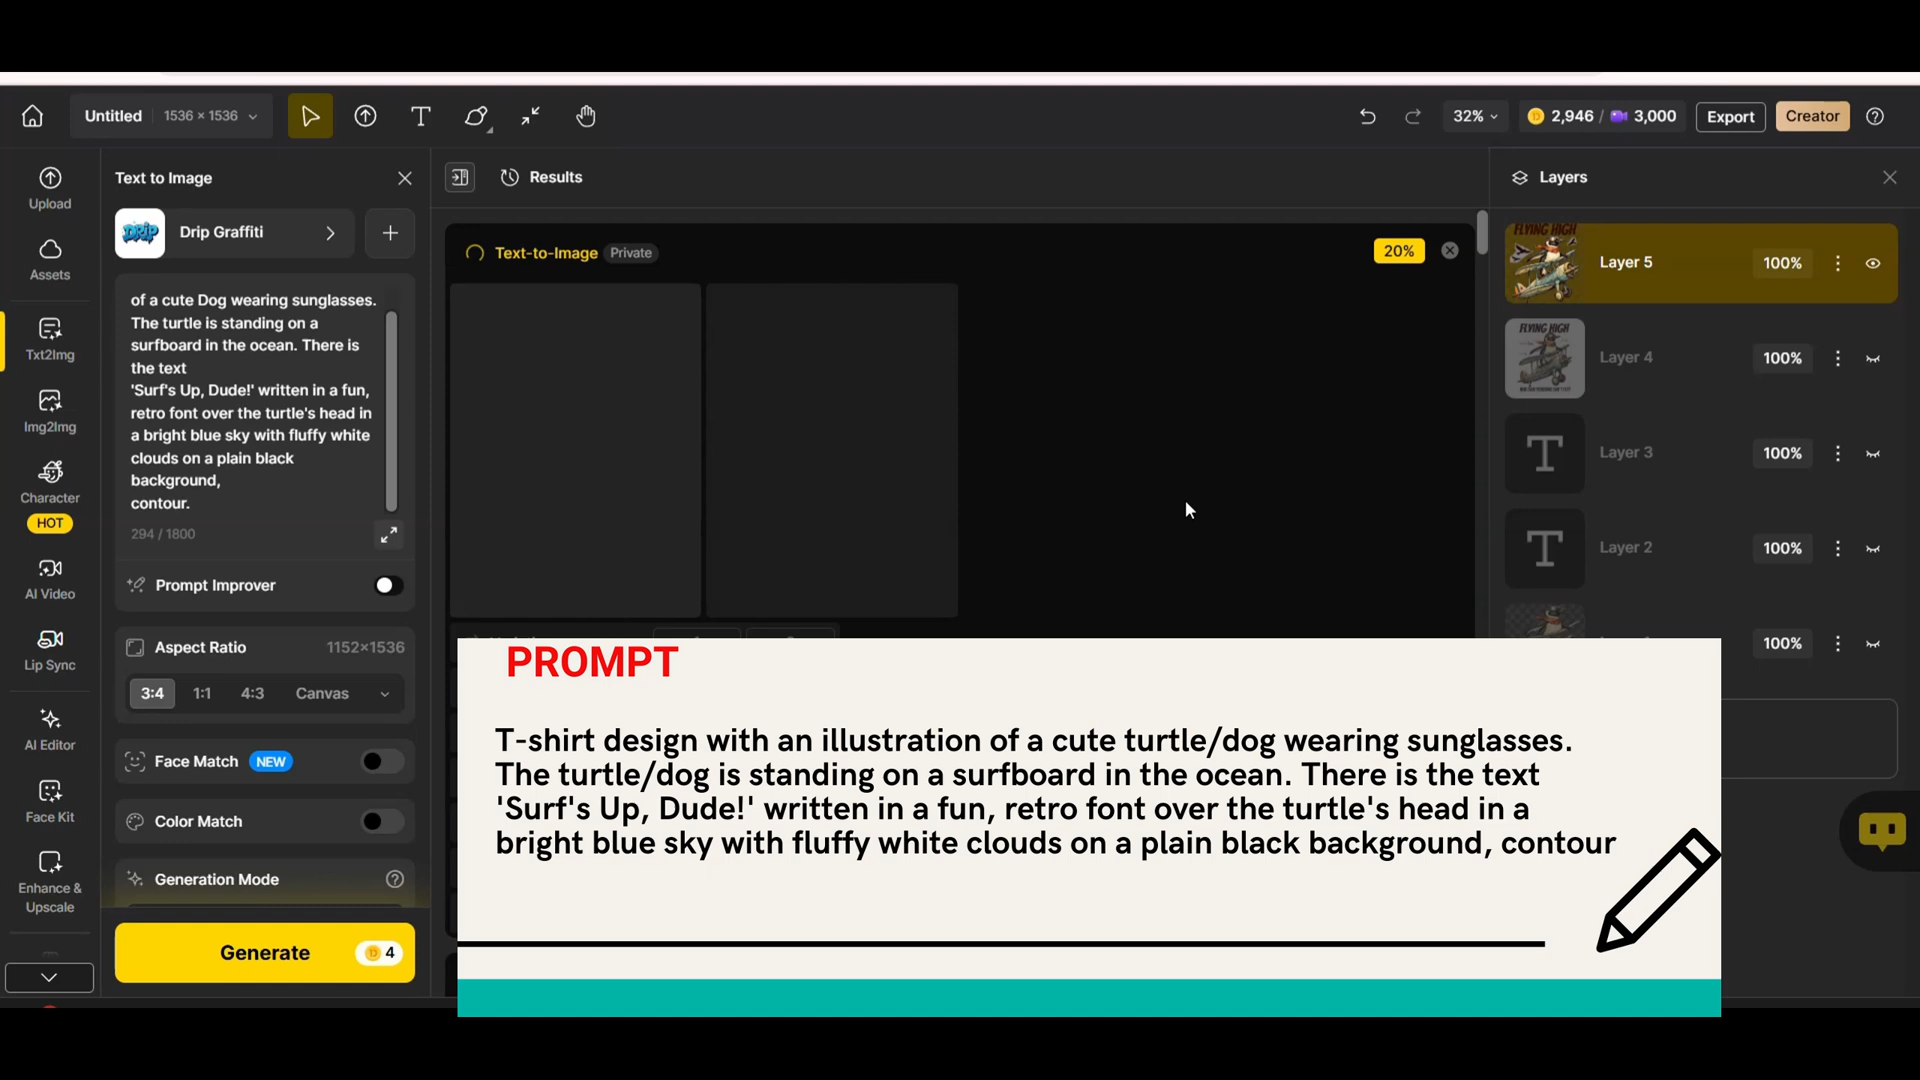 Untitled
1536 × 1536
32%
2,946 / 3,000
Export
Creator
Upload
Assets
Txt2Img
Img2Img
Character
HOT
AI Video
Lip Sync
AI Editor
Face Kit
Enhance &
Upscale
Text to Image
DRIP
Drip Graffiti
of a cute Dog wearing sunglasses.
The turtle is standing on a
surfboard in the ocean. There is
the text
'Surf's Up, Dude!' written in a fun,
retro font over the turtle's head in
a bright blue sky with fluffy white
clouds on a plain black
background,
contour.
294 / 1800
Prompt Improver
Aspect Ratio
1152×1536
3:4
1:1
4:3
Canvas
Face Match
NEW
Color Match
Generation Mode
Generate
4
Results
Text-to-Image
Private
20%
Layers
FLYING HIGH
Layer 5
100%
FLYING HIGH
Layer 4
100%
T
Layer 3
100%
T
Layer 2
100%
100%
PROMPT
T-shirt design with an illustration of a cute turtle/dog wearing sunglasses.
The turtle/dog is standing on a surfboard in the ocean. There is the text
'Surf's Up, Dude!' written in a fun, retro font over the turtle's head in a
bright blue sky with fluffy white clouds on a plain black background, contour